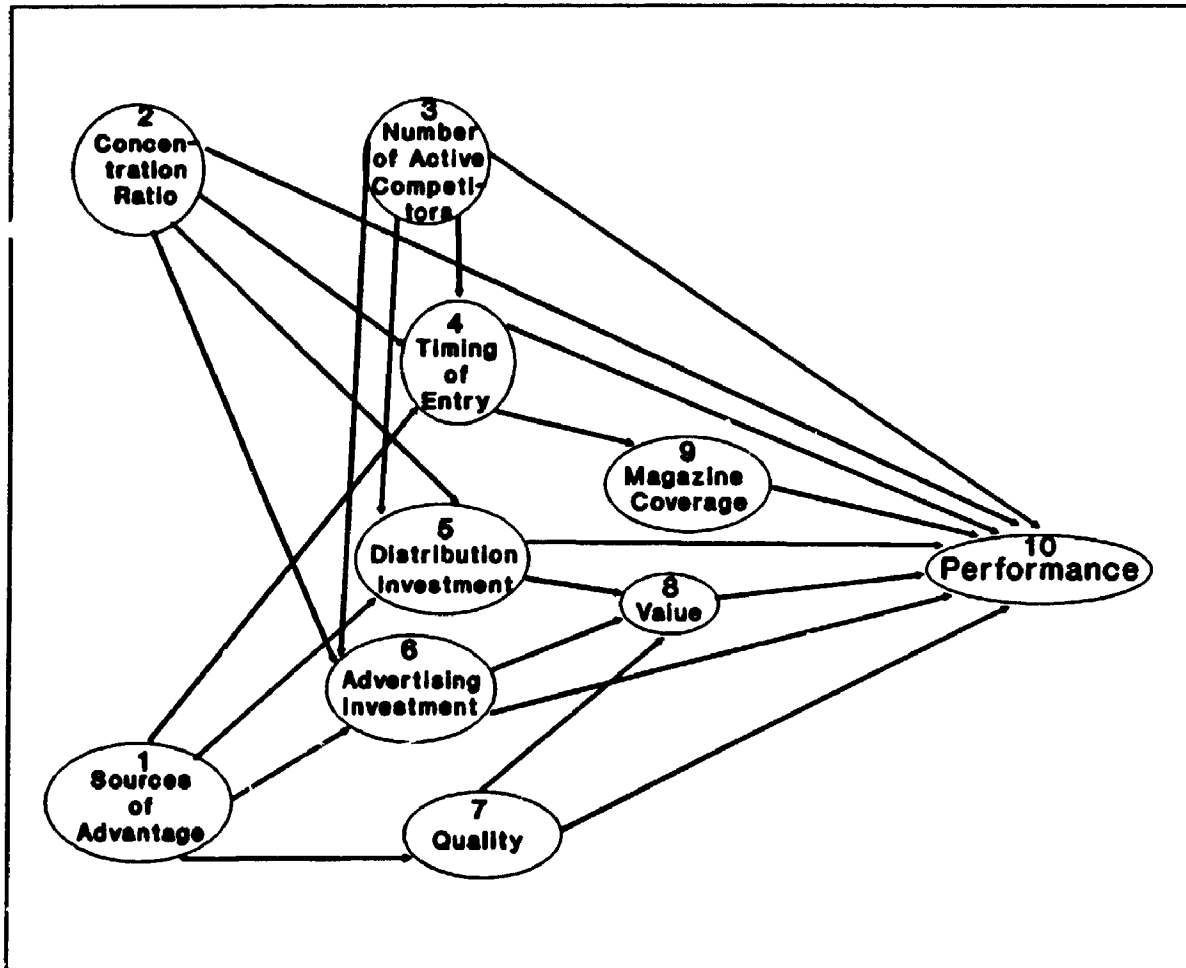 2
Concen-
tration
Ratio
3
Number
of Active
Competi-
tors
4
Timing
of
Entry
9
Magazine
Coverage
5
Distribution
Investment
10
Performance
8
Value
6
Advertising
Investment
1
Sources
of
Advantage
7
Quality